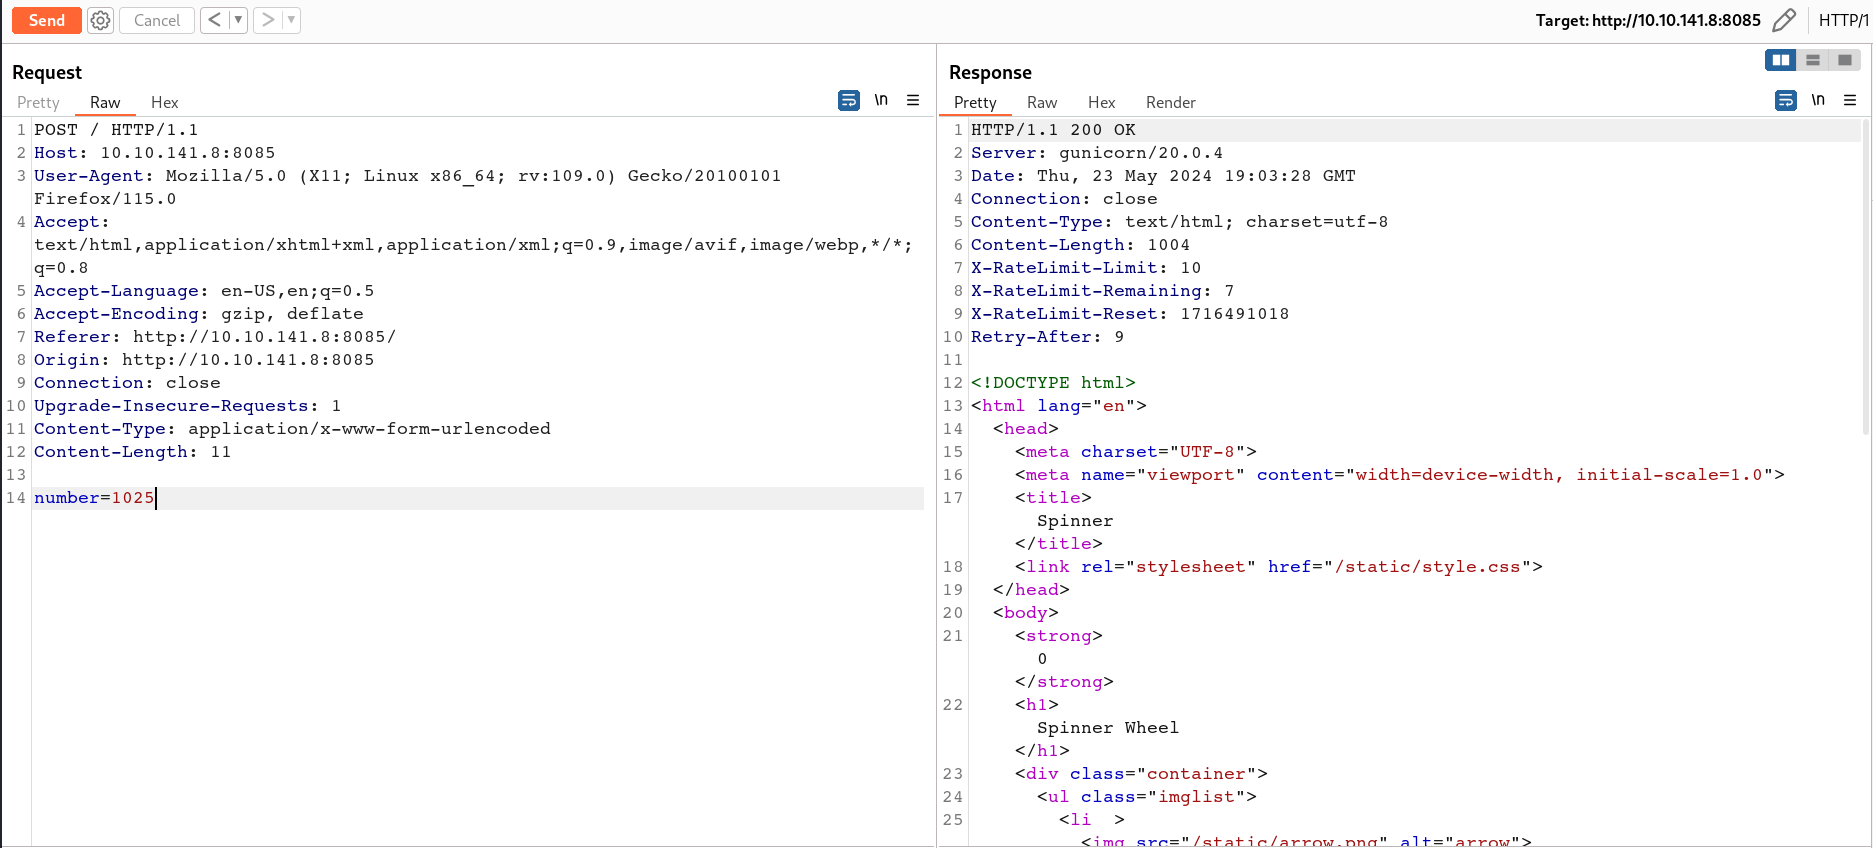 Send Cancel < > Target: http://10.10.141.8:8085 HTTP/1
Request
Pretty Raw Hex \n
1 POST / HTTP/1.1
2 Host: 10.10.141.8:8085
3 User-Agent: Mozilla/5.0 (X11; Linux x86_64; rv:109.0) Gecko/20100101
Firefox/115.0
4 Accept:
text/html,application/xhtml+xml,application/xml;q=0.9,image/avif,image/webp,*/*;
q=0.8
5 Accept-Language: en-US,en;q=0.5
6 Accept-Encoding: gzip, deflate
7 Referer: http://10.10.141.8:8085/
8 Origin: http://10.10.141.8:8085
9 Connection: close
10 Upgrade-Insecure-Requests: 1
11 Content-Type: application/x-www-form-urlencoded
12 Content-Length: 11
13
14 number=1025
Response
Pretty Raw Hex Render \n
1 HTTP/1.1 200 OK
2 Server: gunicorn/20.0.4
3 Date: Thu, 23 May 2024 19:03:28 GMT
4 Connection: close
5 Content-Type: text/html; charset=utf-8
6 Content-Length: 1004
7 X-RateLimit-Limit: 10
8 X-RateLimit-Remaining: 7
9 X-RateLimit-Reset: 1716491018
10 Retry-After: 9
11
12 <!DOCTYPE html>
13 <html lang="en">
14 <head>
15 <meta charset="UTF-8">
16 <meta name="viewport" content="width=device-width, initial-scale=1.0">
17 <title>
Spinner
</title>
18 <link rel="stylesheet" href="/static/style.css">
19 </head>
20 <body>
21 <strong>
0
</strong>
22 <h1>
Spinner Wheel
</h1>
23 <div class="container">
24 <ul class="imglist">
25 <li >
<img src="/static/arrow.png" alt="arrow">